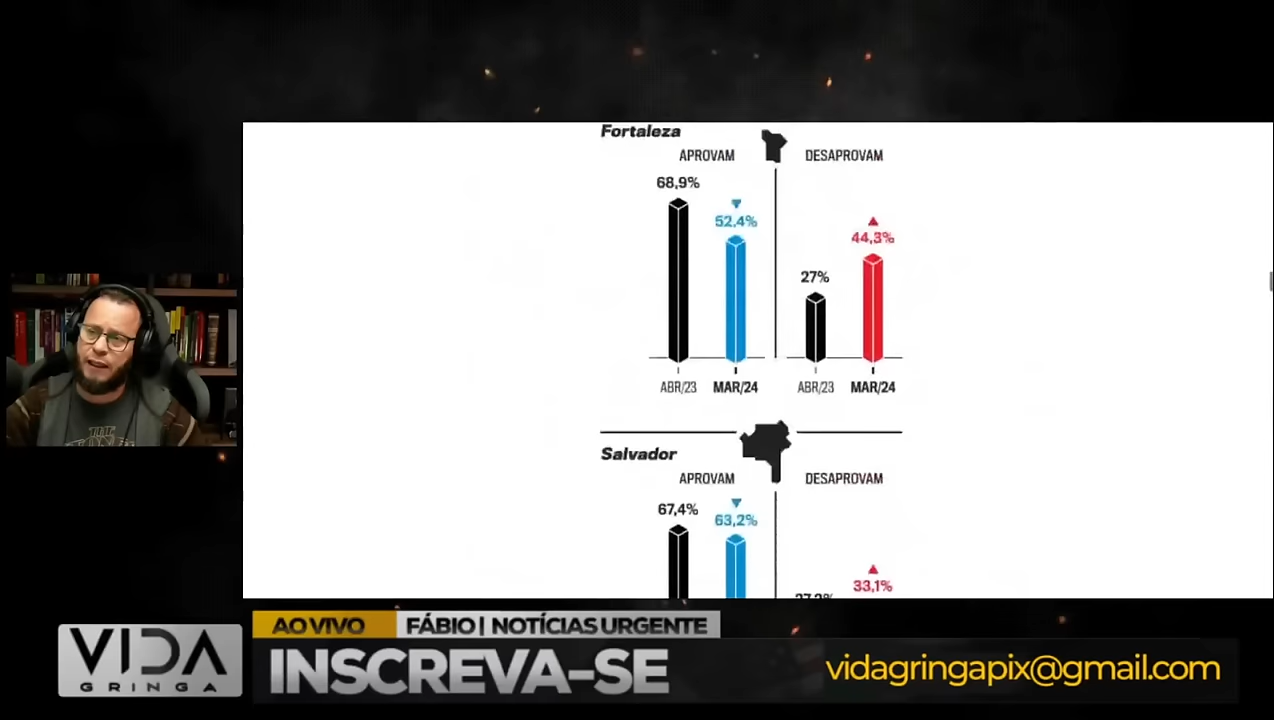 Fortaleza
APROVAM
DESAPROVAM
68,9%
52,4%
27%
44,3%
ABR/23
MAR/24
ABR/23
MAR/24
Salvador
APROVAM
DESAPROVAM
67,4%
63,2%
33,1%
THE
AO VIVO
FÁBIO | NOTÍCIAS URGENTE
VIDA
GRINGA
INSCREVA-SE
vidagringapix@gmail.com